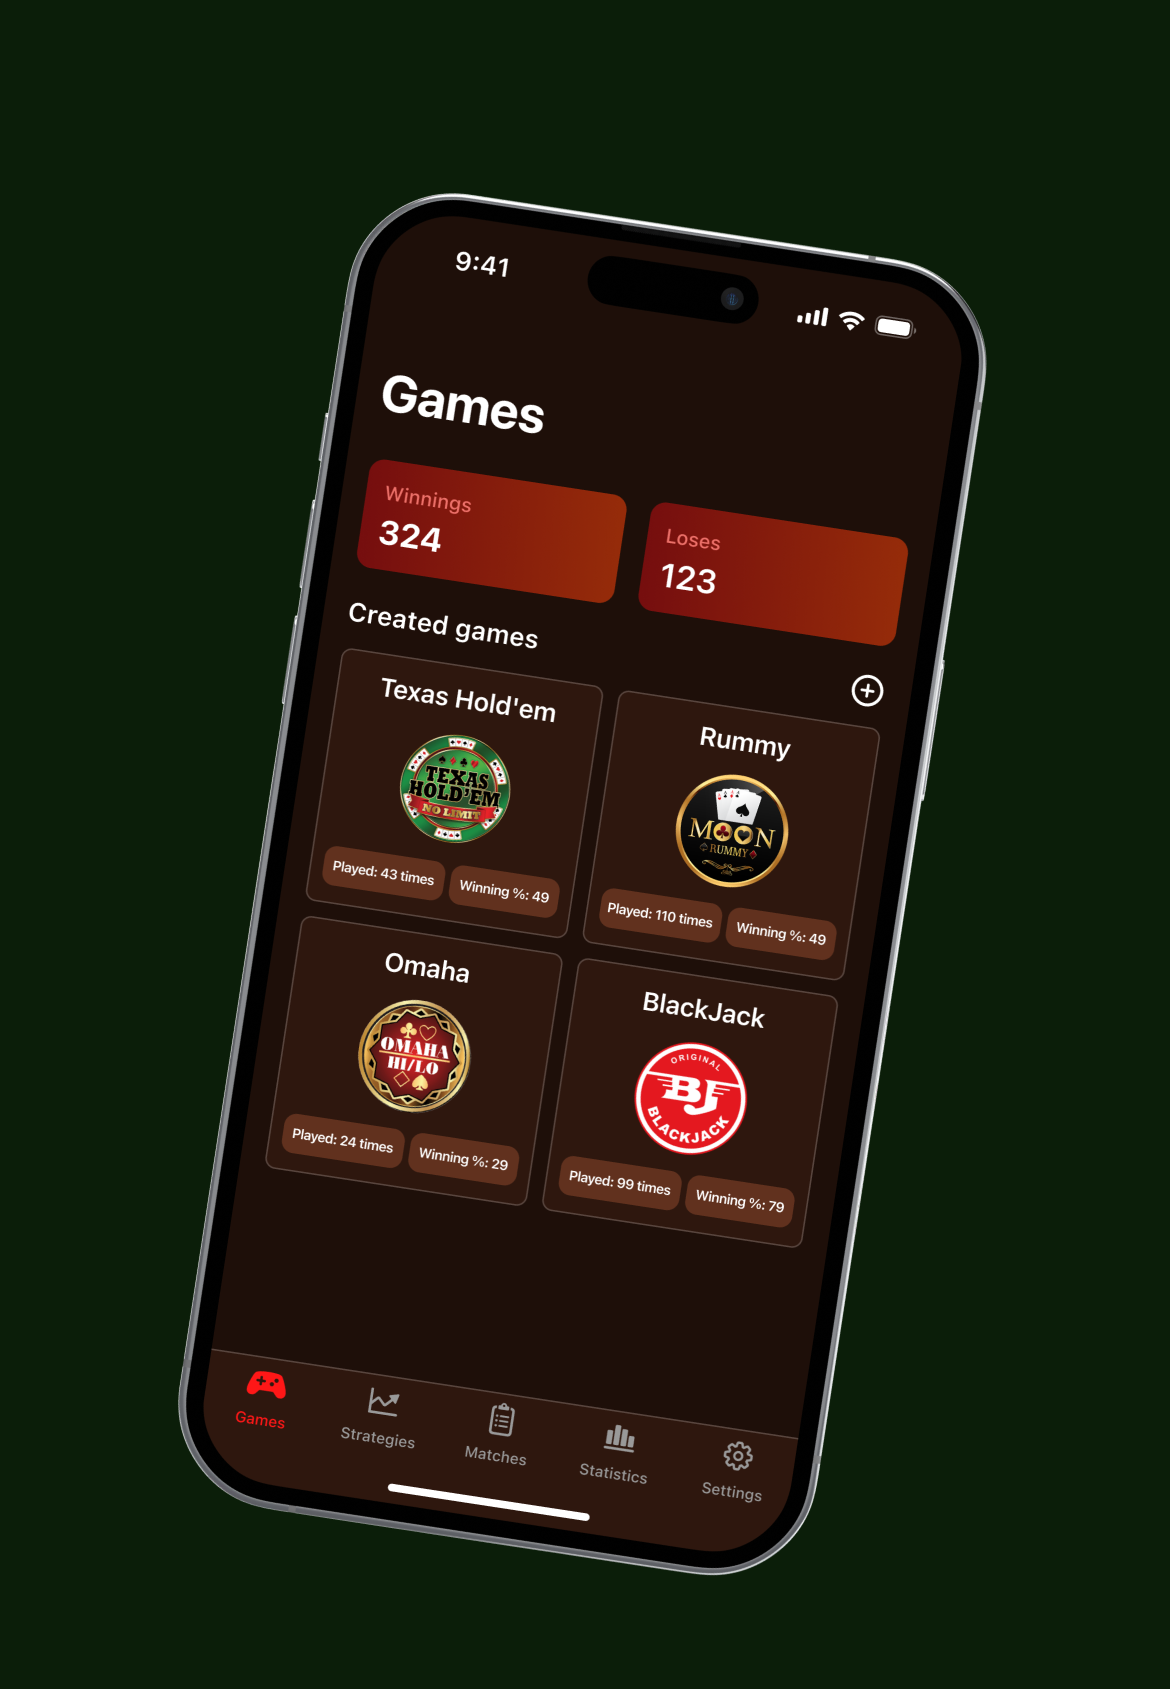 9:41
Games
Winnings
324
Loses
123
Created games
Texas Hold'em
TEXAS
HOLD'EM
NO LIMIT
Played: 43 times
Winning %: 49
Rummy
MOON
RUMMY
Played: 110 times
Winning %: 49
Omaha
OMAHA
HI/LO
Played: 24 times
Winning %: 29
BlackJack
ORIGINAL
BJ
BLACKJACK
Played: 99 times
Winning %: 79
Games
Strategies
Matches
Statistics
Settings